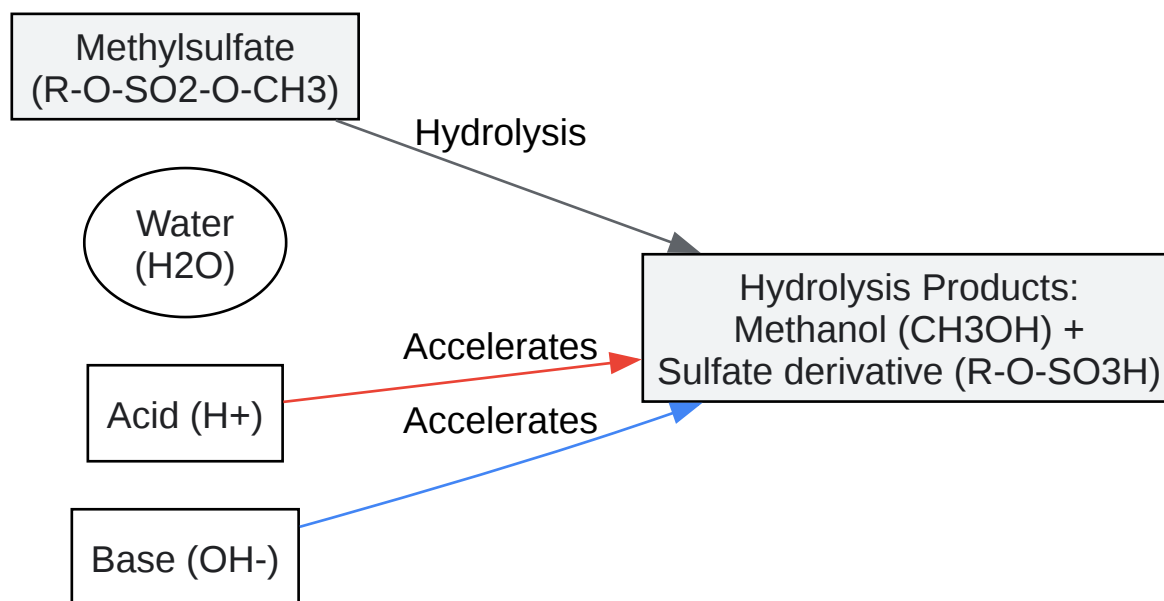 Methylsulfate
(R-O-SO2-O-CH3)
Hydrolysis
Water
(H2O)
Hydrolysis Products:
Methanol (CH3OH) +
Sulfate derivative (R-O-SO3H)
Accelerates
Acid (H+)
Accelerates
Base (OH-)